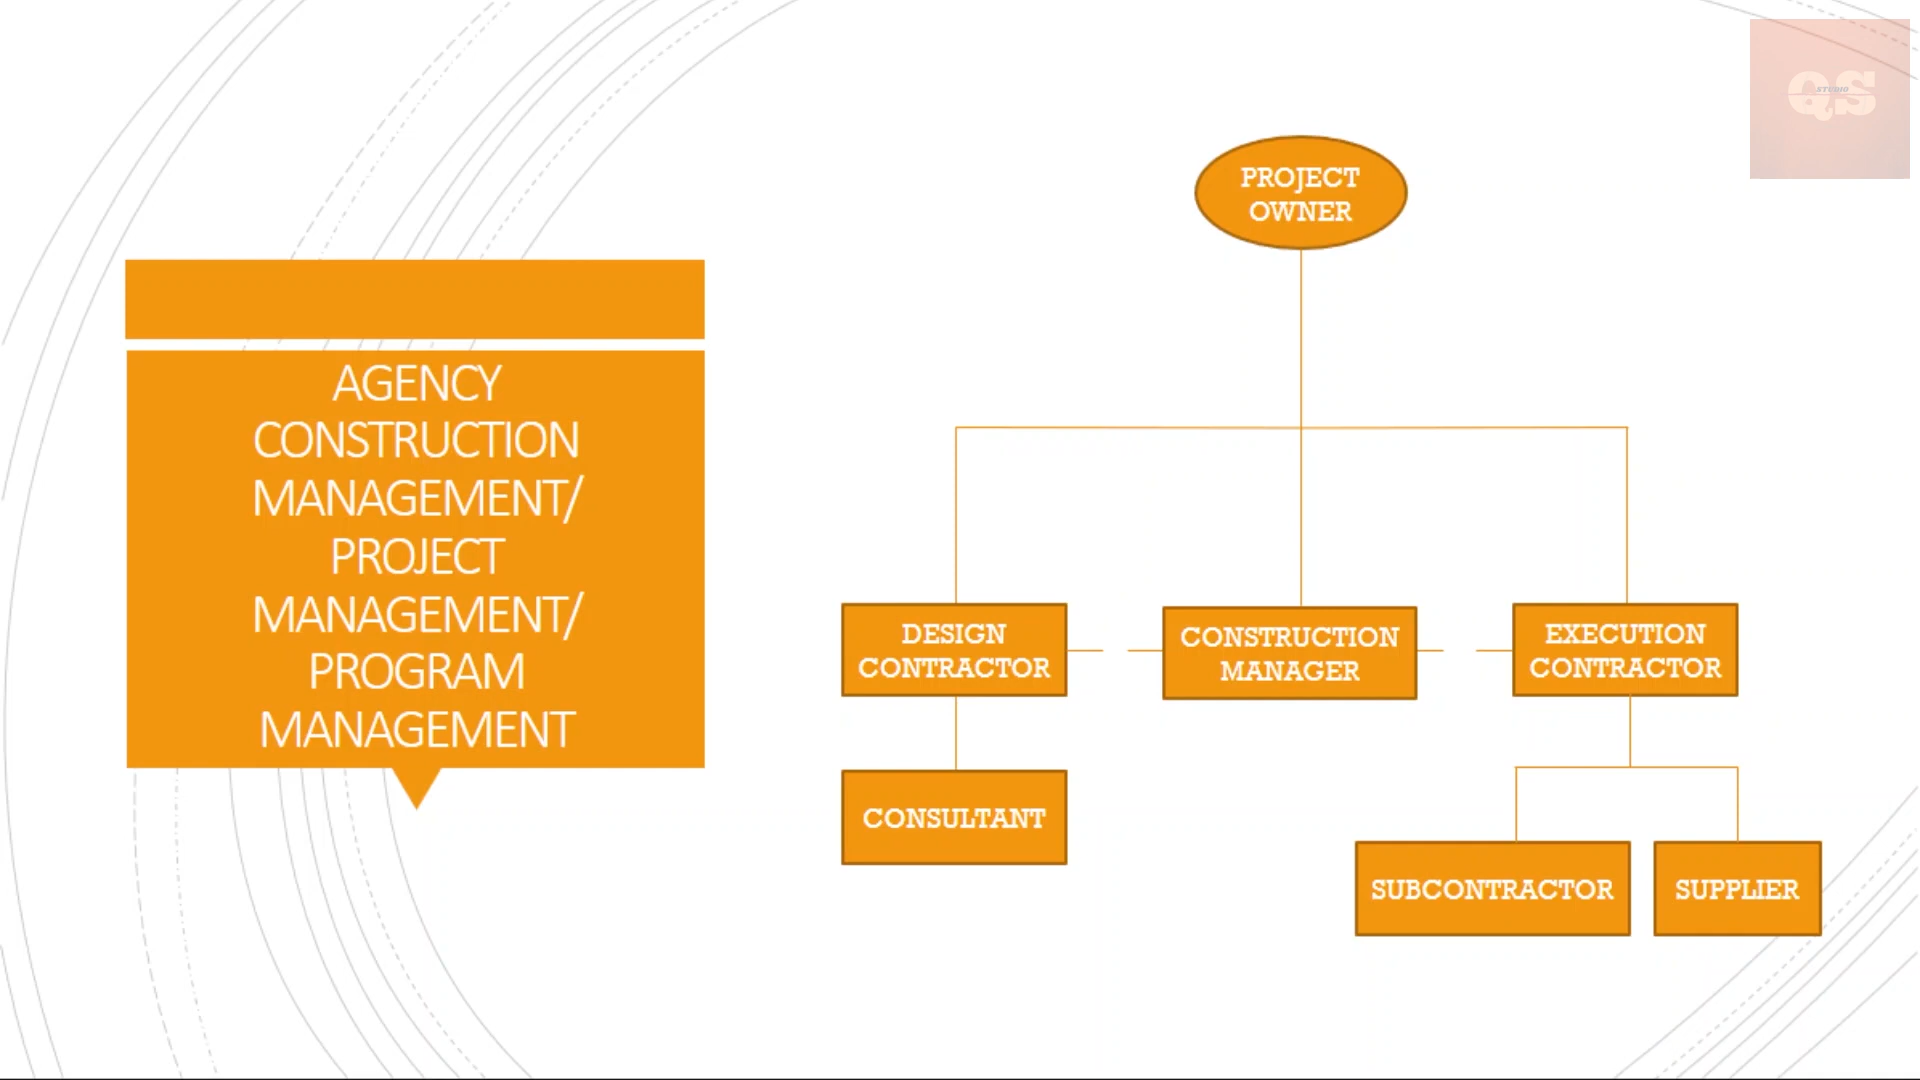 QS
STUDIO
PROJECT
OWNER
AGENCY
CONSTRUCTION
MANAGEMENT/
PROJECT
MANAGEMENT/
PROGRAM
MANAGEMENT
DESIGN
CONTRACTOR
CONSTRUCTION
MANAGER
EXECUTION
CONTRACTOR
CONSULTANT
SUBCONTRACTOR
SUPPLIER